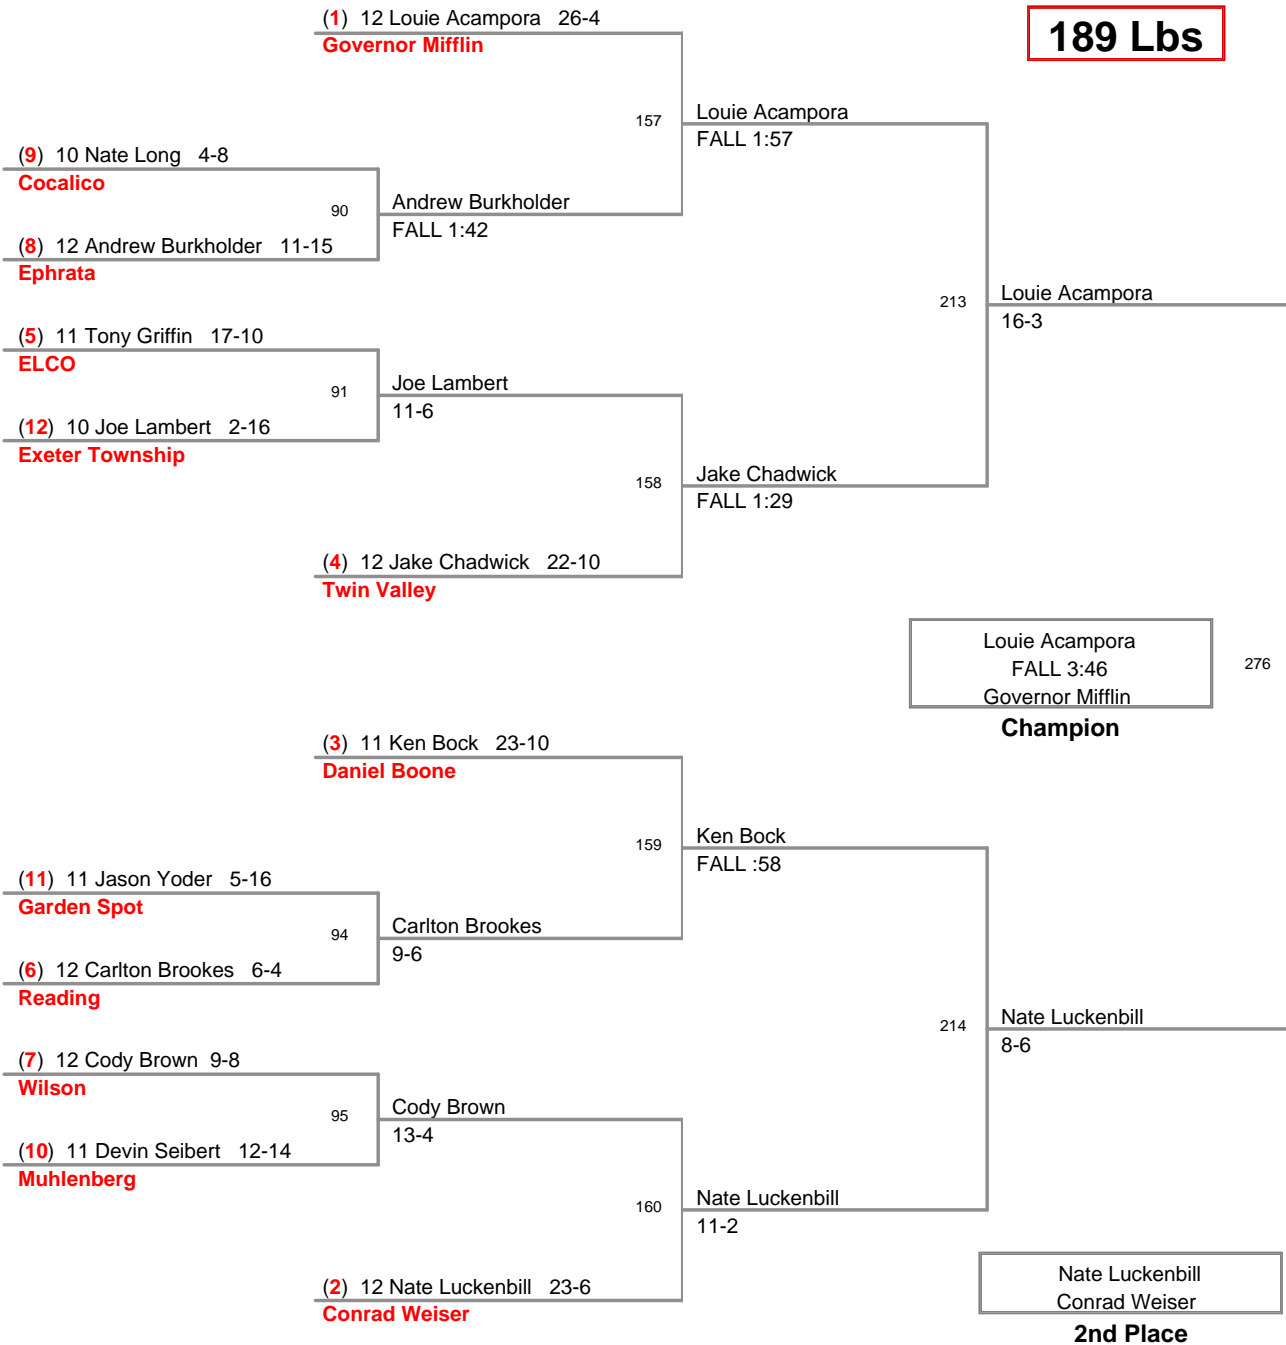 (1) 12 Louie Acampora 26-4
Governor Mifflin
189 Lbs
157
Louie Acampora
FALL 1:57
(9) 10 Nate Long 4-8
Cocalico
90
Andrew Burkholder
FALL 1:42
(8) 12 Andrew Burkholder 11-15
Ephrata
213
Louie Acampora
16-3
(5) 11 Tony Griffin 17-10
ELCO
91
Joe Lambert
11-6
(12) 10 Joe Lambert 2-16
Exeter Township
158
Jake Chadwick
FALL 1:29
(4) 12 Jake Chadwick 22-10
Twin Valley
Louie Acampora
FALL 3:46
Governor Mifflin
276
Champion
(3) 11 Ken Bock 23-10
Daniel Boone
159
Ken Bock
FALL :58
(11) 11 Jason Yoder 5-16
Garden Spot
94
Carlton Brookes
9-6
(6) 12 Carlton Brookes 6-4
Reading
214
Nate Luckenbill
8-6
(7) 12 Cody Brown 9-8
Wilson
95
Cody Brown
13-4
(10) 11 Devin Seibert 12-14
Muhlenberg
160
Nate Luckenbill
11-2
(2) 12 Nate Luckenbill 23-6
Conrad Weiser
Nate Luckenbill
Conrad Weiser
2nd Place